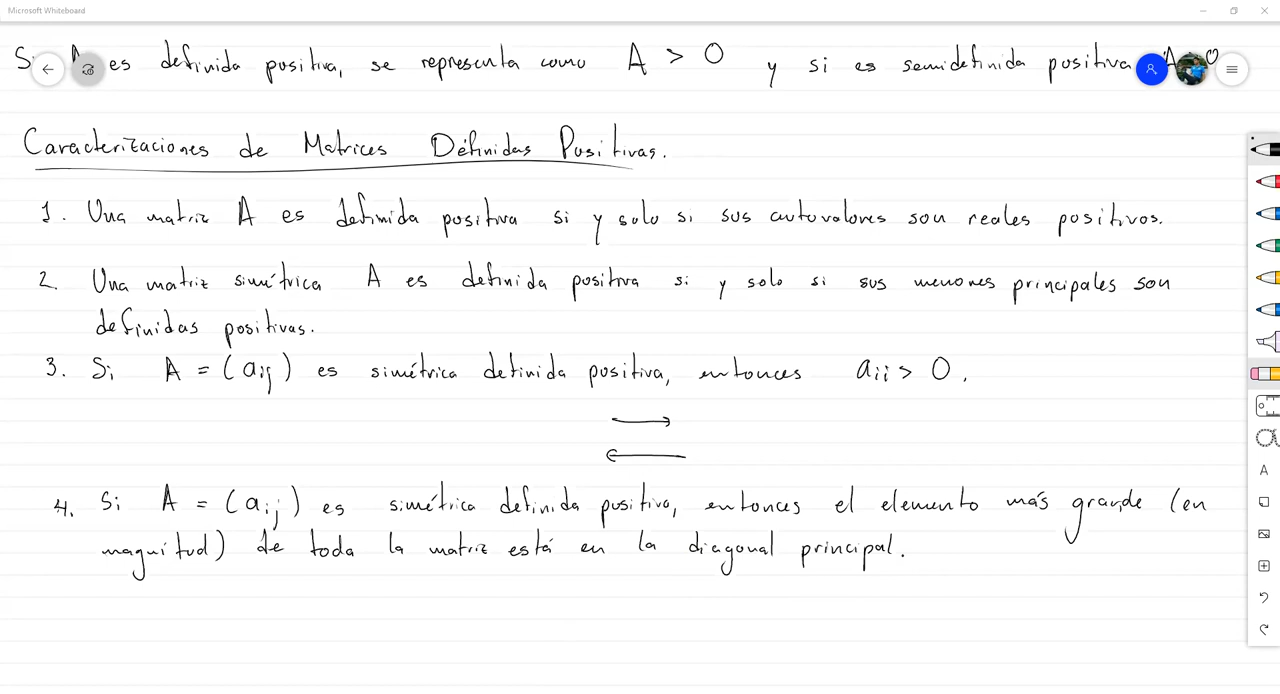 Microsoft Whiteboard
es definida positiva, se representa como A > 0 y si es semidefinida positiva
Caracterizaciones de Matrices Définidas Positivas.
1. Una matriz A es definida positiva si y solo si sus autovalores son reales positivos.
2. Una matriz simétrica A es definida positiva si y solo si sus menores principales son
definidas positivas.
3. Si A = (aij) es simétrica definida positiva, entonces aii > 0.
4. Si A = (aij) es simétrica definida positiva, entonces el elemento más grande (en
magnitud) de toda la matriz está en la diagonal principal.
A